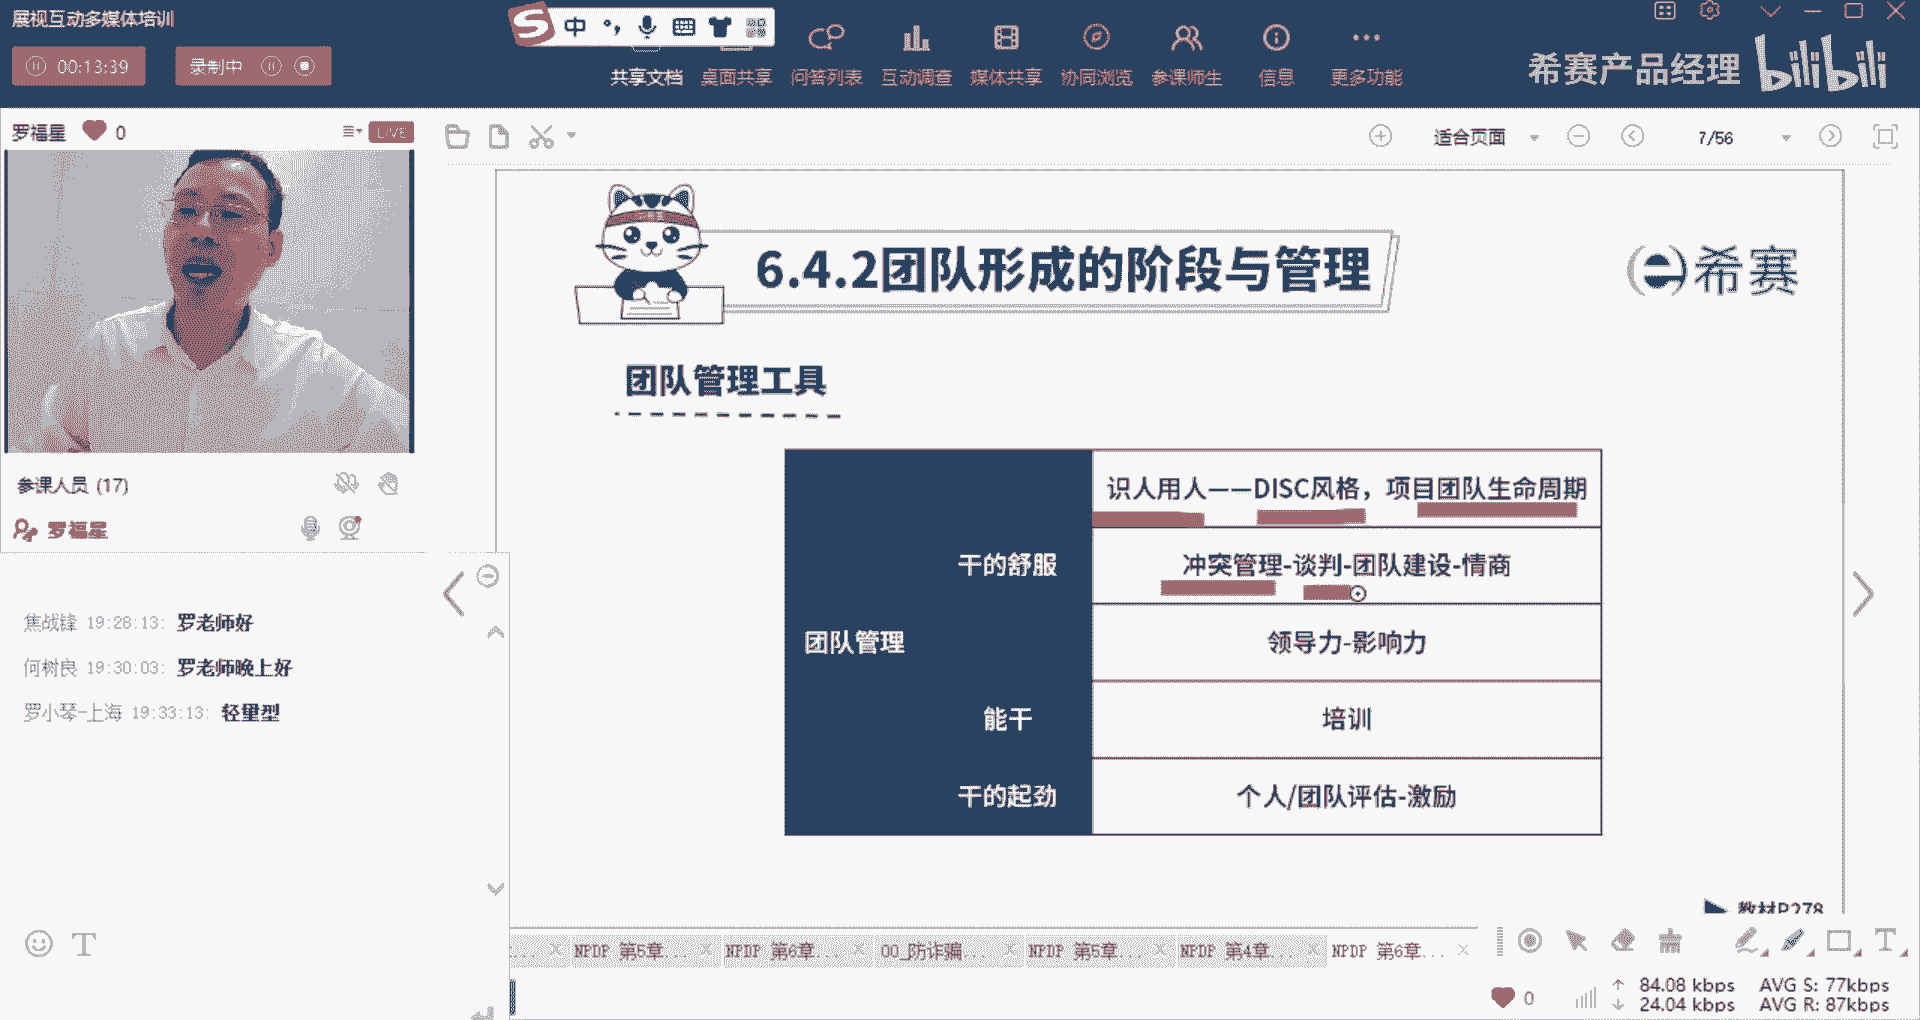 展视互动多媒体培训
00:13:39
录制中
中
共享文档
桌面共享
问答列表
互动调查
媒体共享
协同浏览
参课师生
信息
更多功能
希赛产品经理
bilibili
罗福星
0
LIVE
适合页面
7/56
6.4.2团队形成的阶段与管理
希赛
团队管理工具
识人用人——DISC风格，项目团队生命周期
干的舒服
冲突管理-谈判-团队建设-情商
团队管理
领导力-影响力
能干
培训
干的起劲
个人/团队评估-激励
教材P278
参课人员 (17)
罗福星
焦战锋 19:28:13: 罗老师好
何树良 19:30:03: 罗老师晚上好
罗小琴-上海 19:33:13: 轻量型
NPDP 第5章...
NPDP 第6章...
00_防诈骗...
NPDP 第5章...
NPDP 第4章...
NPDP 第6章...
0
84.08 kbps
AVG S: 77kbps
24.04 kbps
AVG R: 87kbps